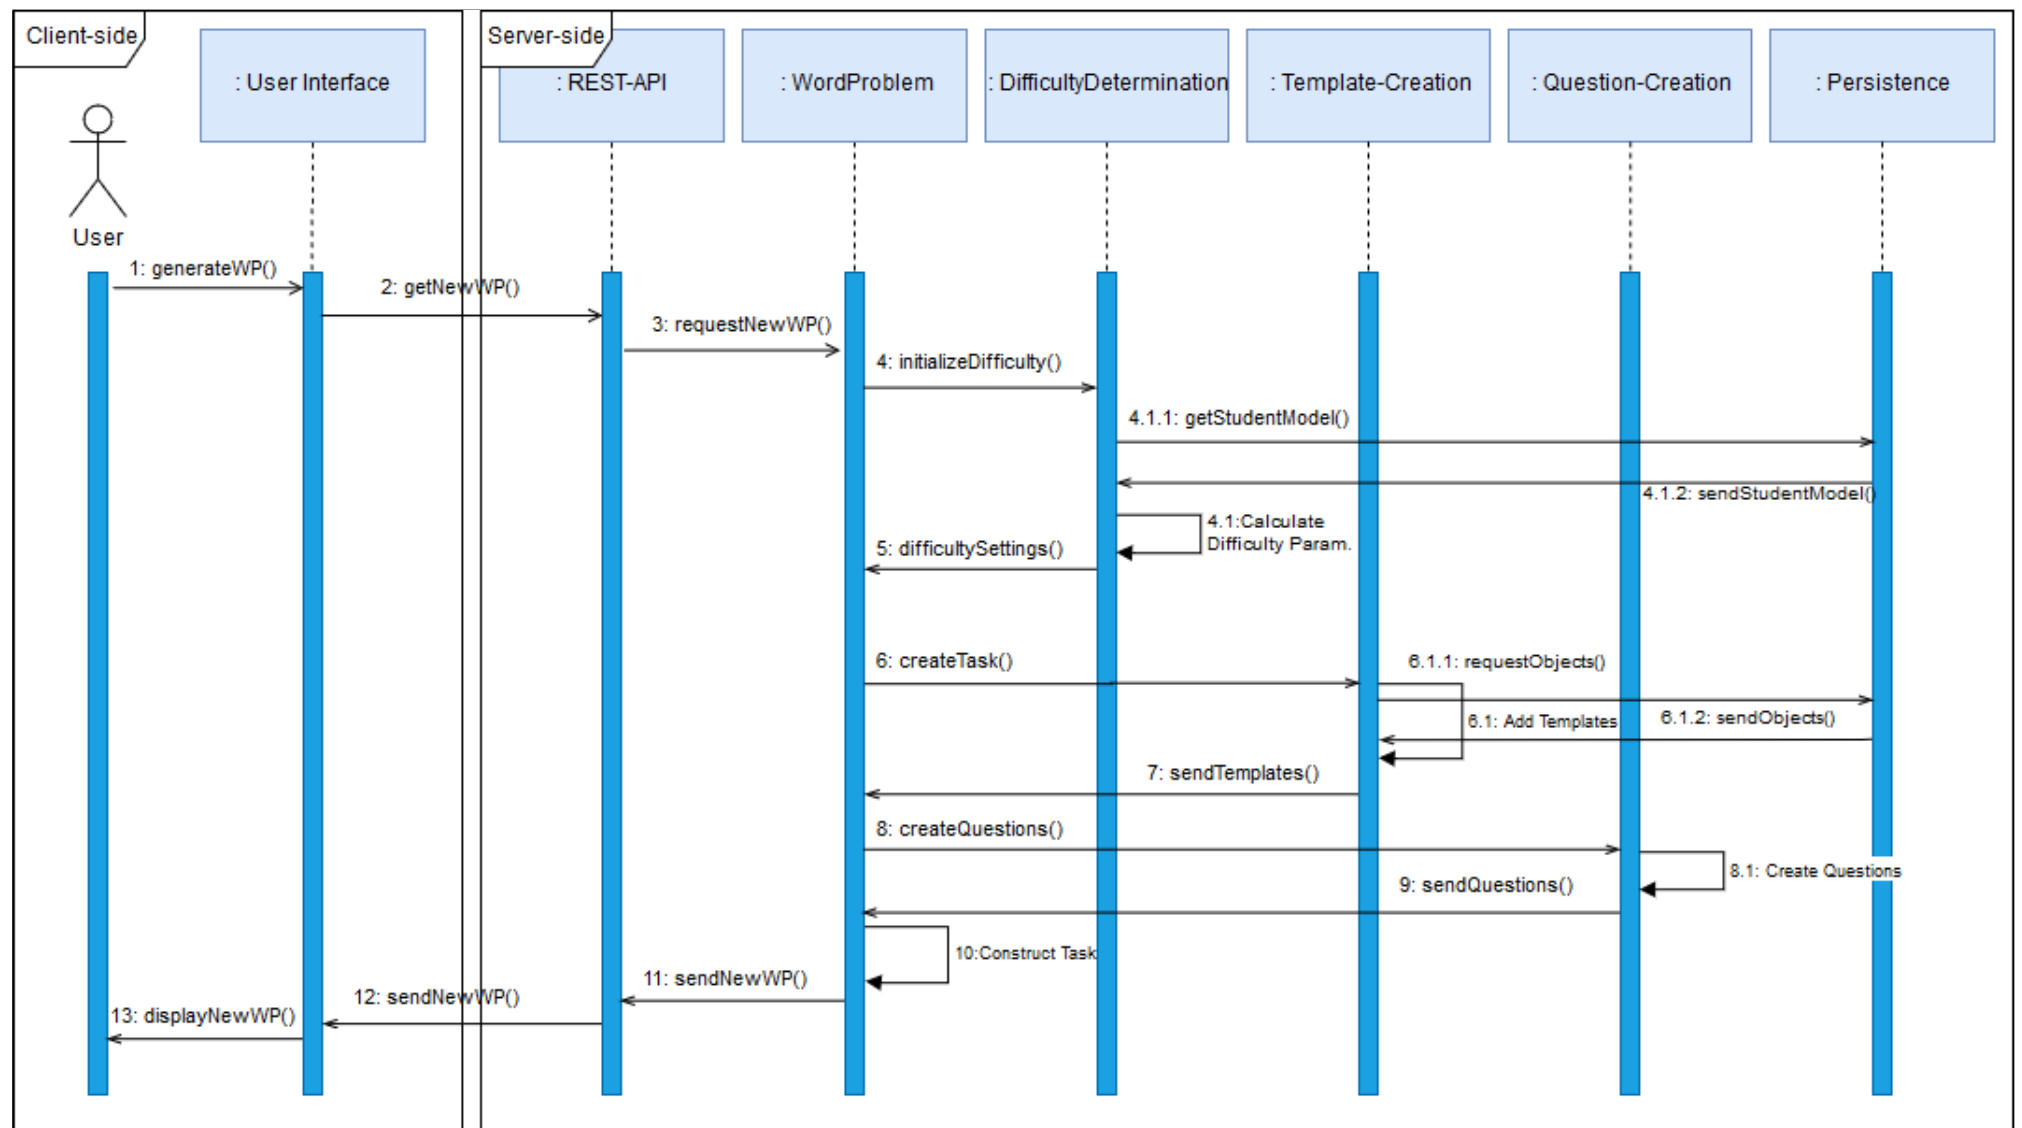 Client-side
Server-side
: User Interface
: REST-API
: WordProblem
: DifficultyDetermination
: Template-Creation
: Question-Creation
: Persistence
User
1: generateWP()
2: getNewWP()
3: requestNewWP()
4: initializeDifficulty()
4.1.1: getStudentModel()
4.1.2: sendStudentModel()
4.1:Calculate
Difficulty Param.
5: difficultySettings()
6: createTask()
6.1.1: requestObjects()
6.1: Add Templates
6.1.2: sendObjects()
7: sendTemplates()
8: createQuestions()
8.1: Create Questions
9: sendQuestions()
10:Construct Task
11: sendNewWP()
12: sendNewWP()
13: displayNewWP()